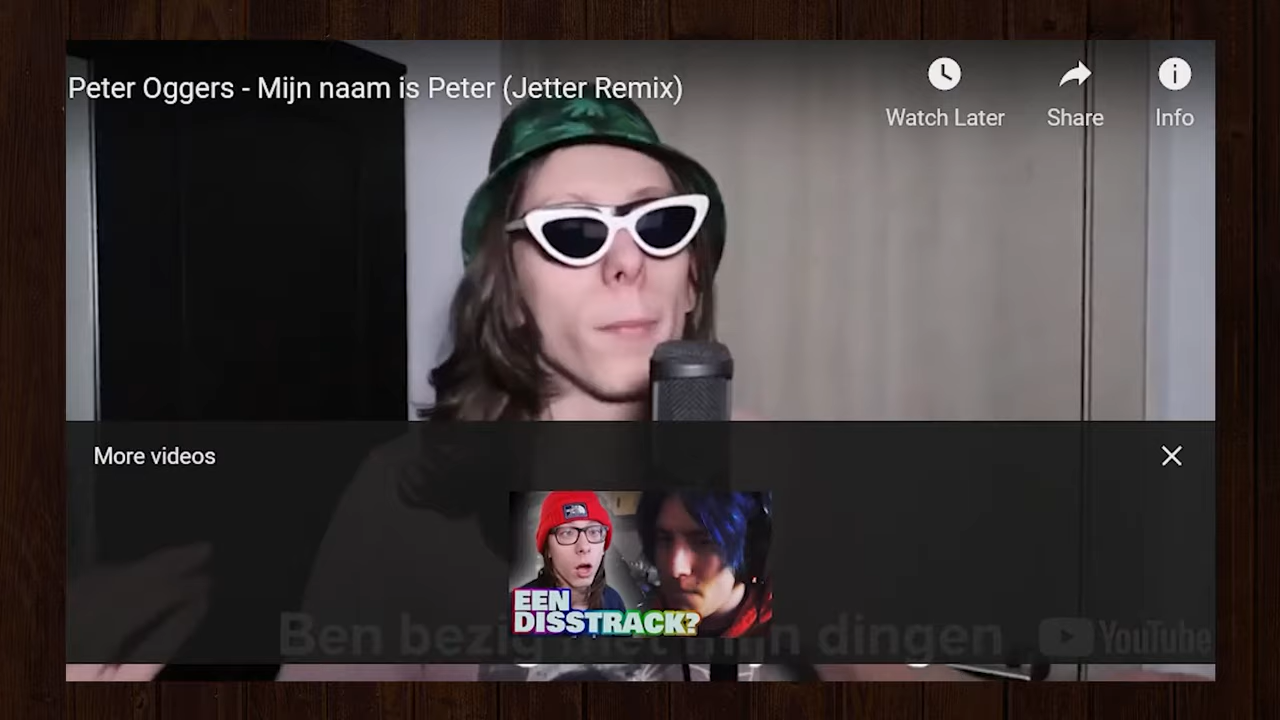 Peter Oggers - Mijn naam is Peter (Jetter Remix)
Watch Later
Share
Info
More videos
EEN
DISSTRACK?
Ben bezig met mijn dingen
YouTube